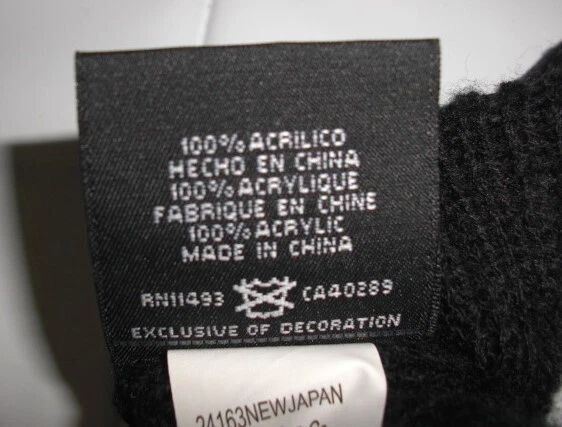 100% ACRILICO
HECHO EN CHINA
100% ACRYLIQUE
FABRIQUE EN CHINE
100% ACRYLIC
MADE IN CHINA
RN11493 CA40289
EXCLUSIVE OF DECORATION
24163NEWJAPAN